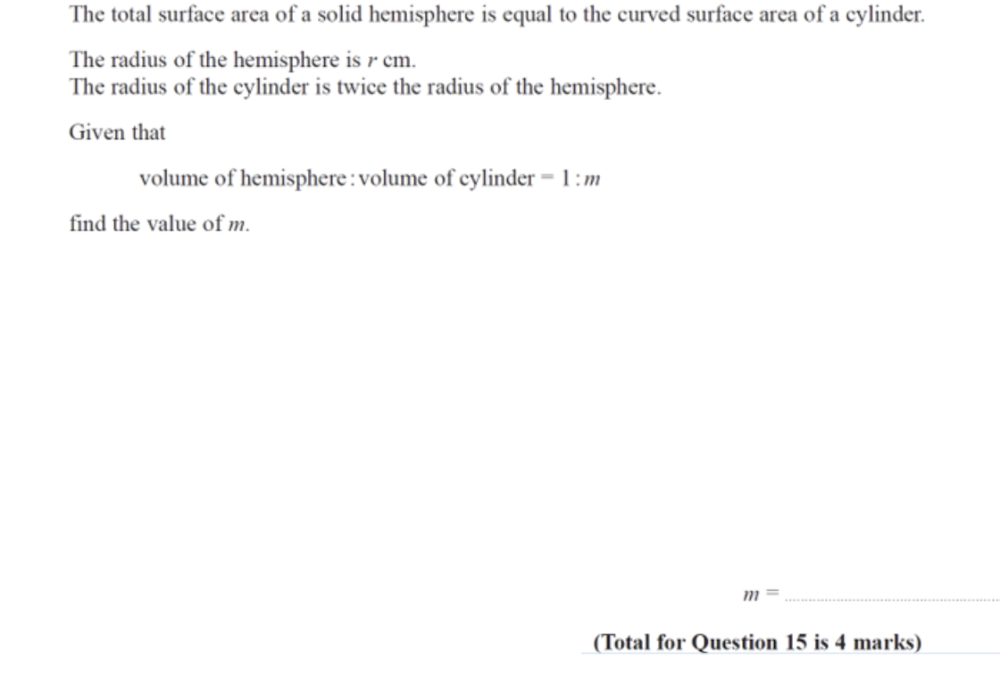 The total surface area of a solid hemisphere is equal to the curved surface area of a cylinder.
The radius of the hemisphere is r cm.
The radius of the cylinder is twice the radius of the hemisphere.
Given that
volume of hemisphere : volume of cylinder = 1 : m
find the value of m.
m = ........................................................
(Total for Question 15 is 4 marks)